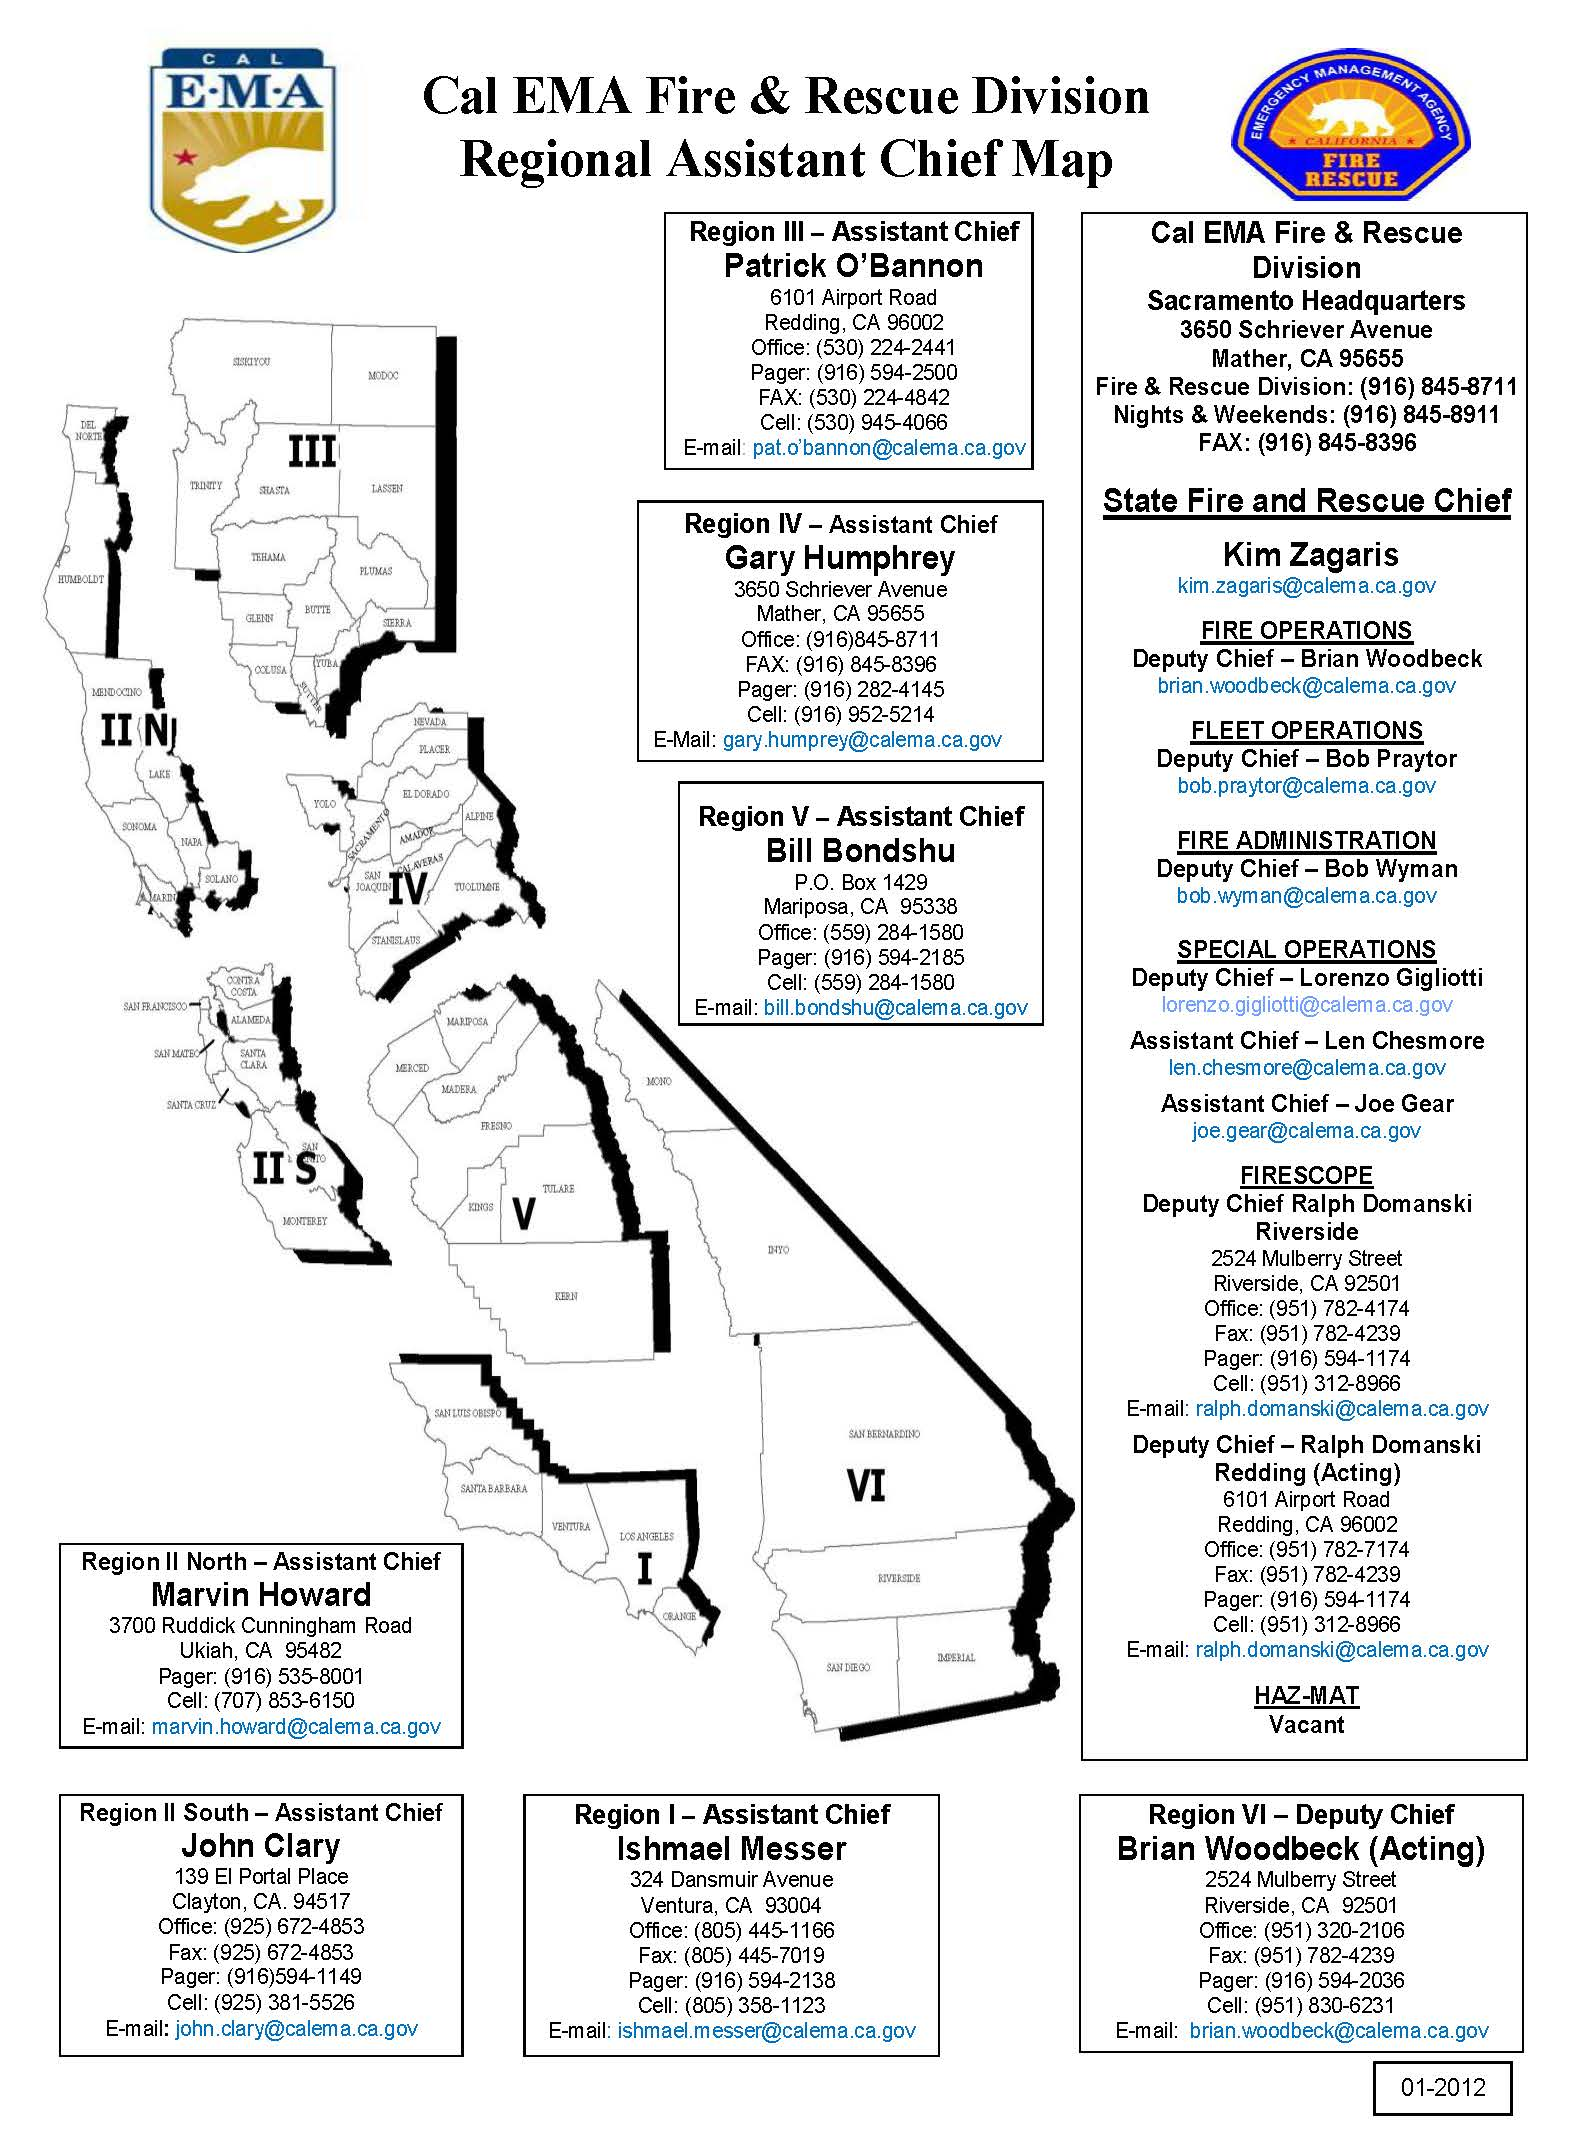 CAL
E·M·A
Cal EMA Fire & Rescue Division
Regional Assistant Chief Map
EMERGENCY MANAGEMENT AGENCY
CALIFORNIA
FIRE
RESCUE
Region III – Assistant Chief
Patrick O’Bannon
6101 Airport Road
Redding, CA 96002
Office: (530) 224-2441
Pager: (916) 594-2500
FAX: (530) 224-4842
Cell: (530) 945-4066
E-mail: pat.o’bannon@calema.ca.gov
Region IV – Assistant Chief
Gary Humphrey
3650 Schriever Avenue
Mather, CA 95655
Office: (916)845-8711
FAX: (916) 845-8396
Pager: (916) 282-4145
Cell: (916) 952-5214
E-Mail: gary.humprey@calema.ca.gov
Region V – Assistant Chief
Bill Bondshu
P.O. Box 1429
Mariposa, CA 95338
Office: (559) 284-1580
Pager: (916) 594-2185
Cell: (559) 284-1580
E-mail: bill.bondshu@calema.ca.gov
Cal EMA Fire & Rescue
Division
Sacramento Headquarters
3650 Schriever Avenue
Mather, CA 95655
Fire & Rescue Division: (916) 845-8711
Nights & Weekends: (916) 845-8911
FAX: (916) 845-8396
State Fire and Rescue Chief
Kim Zagaris
kim.zagaris@calema.ca.gov
FIRE OPERATIONS
Deputy Chief – Brian Woodbeck
brian.woodbeck@calema.ca.gov
FLEET OPERATIONS
Deputy Chief – Bob Praytor
bob.praytor@calema.ca.gov
FIRE ADMINISTRATION
Deputy Chief – Bob Wyman
bob.wyman@calema.ca.gov
SPECIAL OPERATIONS
Deputy Chief – Lorenzo Gigliotti
lorenzo.gigliotti@calema.ca.gov
Assistant Chief – Len Chesmore
len.chesmore@calema.ca.gov
Assistant Chief – Joe Gear
joe.gear@calema.ca.gov
FIRESCOPE
Deputy Chief Ralph Domanski
Riverside
2524 Mulberry Street
Riverside, CA 92501
Office: (951) 782-4174
Fax: (951) 782-4239
Pager: (916) 594-1174
Cell: (951) 312-8966
E-mail: ralph.domanski@calema.ca.gov
Deputy Chief – Ralph Domanski
Redding (Acting)
6101 Airport Road
Redding, CA 96002
Office: (951) 782-7174
Fax: (951) 782-4239
Pager: (916) 594-1174
Cell: (951) 312-8966
E-mail: ralph.domanski@calema.ca.gov
HAZ-MAT
Vacant
SISKIYOU
MODOC
III
TRINITY
SHASTA
LASSEN
TEHAMA
PLUMAS
GLENN
BUTTE
SIERRA
COLUSA
YUBA
SUTTER
DEL
NORTE
HUMBOLDT
MENDOCINO
II N
LAKE
SONOMA
NAPA
SOLANO
MARIN
NEVADA
PLACER
YOLO
EL DORADO
SACRAMENTO
AMADOR
ALPINE
CALAVERAS
SAN
JOAQUIN
IV
TUOLUMNE
STANISLAUS
CONTRA
COSTA
SAN FRANCISCO
ALAMEDA
SAN MATEO
SANTA
CLARA
SANTA CRUZ
SAN
II S
MONTEREY
MARIPOSA
MERCED
MADERA
FRESNO
KINGS
TULARE
V
KERN
MONO
INYO
SAN BERNARDINO
VI
RIVERSIDE
SAN DIEGO
IMPERIAL
SAN LUIS OBISPO
SANTA BARBARA
VENTURA
LOS ANGELES
I
ORANGE
Region II North – Assistant Chief
Marvin Howard
3700 Ruddick Cunningham Road
Ukiah, CA 95482
Pager: (916) 535-8001
Cell: (707) 853-6150
E-mail: marvin.howard@calema.ca.gov
Region II South – Assistant Chief
John Clary
139 El Portal Place
Clayton, CA. 94517
Office: (925) 672-4853
Fax: (925) 672-4853
Pager: (916)594-1149
Cell: (925) 381-5526
E-mail: john.clary@calema.ca.gov
Region I – Assistant Chief
Ishmael Messer
324 Dansmuir Avenue
Ventura, CA 93004
Office: (805) 445-1166
Fax: (805) 445-7019
Pager: (916) 594-2138
Cell: (805) 358-1123
E-mail: ishmael.messer@calema.ca.gov
Region VI – Deputy Chief
Brian Woodbeck (Acting)
2524 Mulberry Street
Riverside, CA 92501
Office: (951) 320-2106
Fax: (951) 782-4239
Pager: (916) 594-2036
Cell: (951) 830-6231
E-mail: brian.woodbeck@calema.ca.gov
01-2012